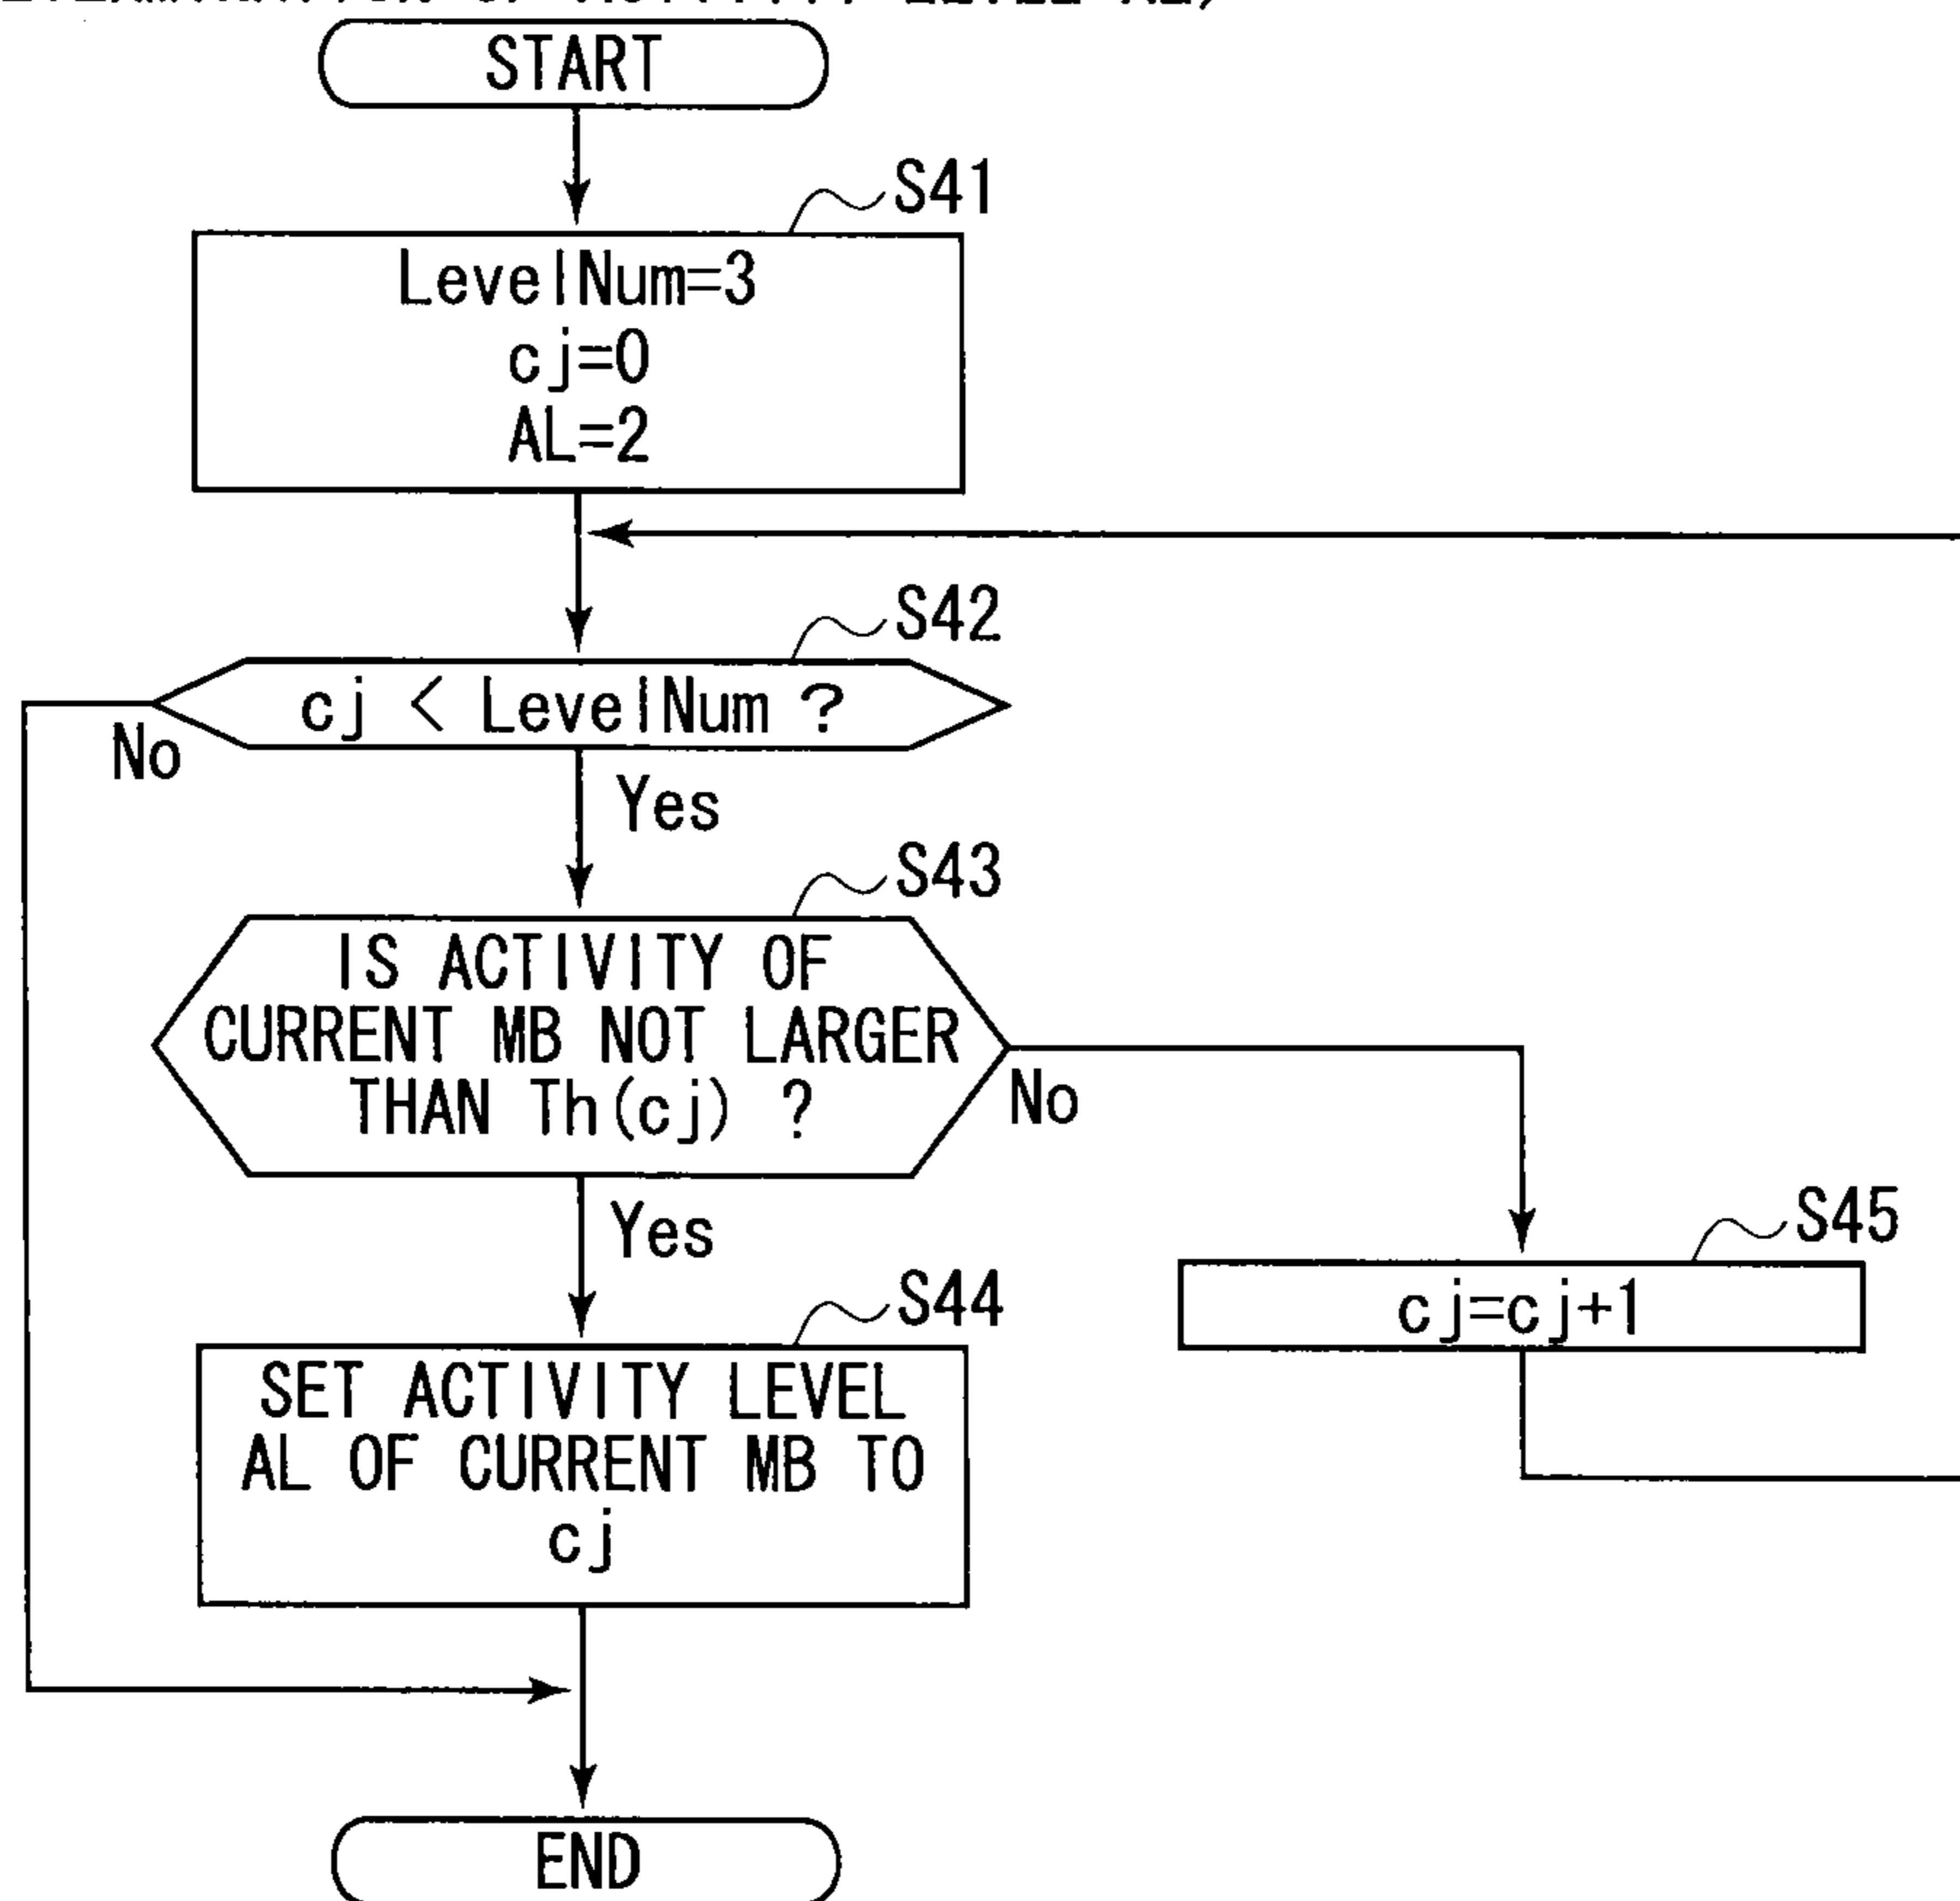 START
S41
LevelNum=3
cj=0
AL=2
S42
cj < LevelNum ?
No
Yes
S43
IS ACTIVITY OF
CURRENT MB NOT LARGER
THAN Th(cj) ?
No
Yes
S45
cj=cj+1
S44
SET ACTIVITY LEVEL
AL OF CURRENT MB TO
cj
END